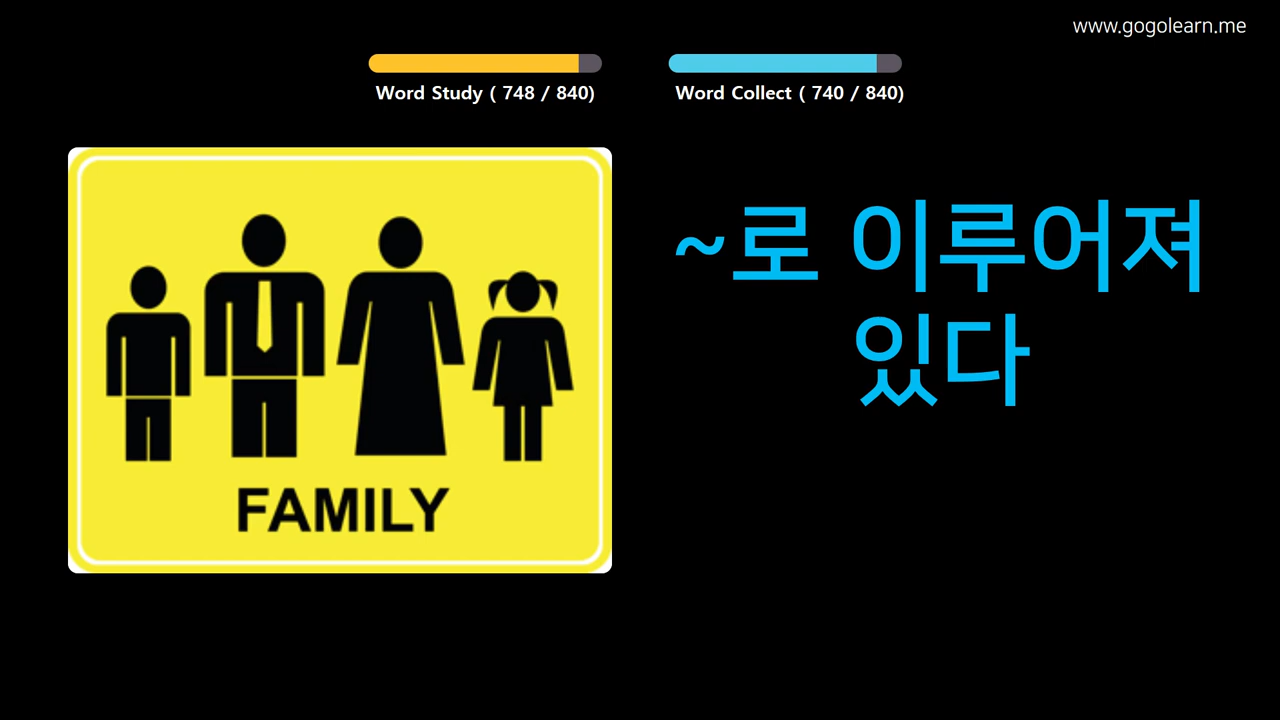 www.gogolearn.me
Word Study ( 748 / 840)
Word Collect ( 740 / 840)
~로 이루어져
있다
FAMILY